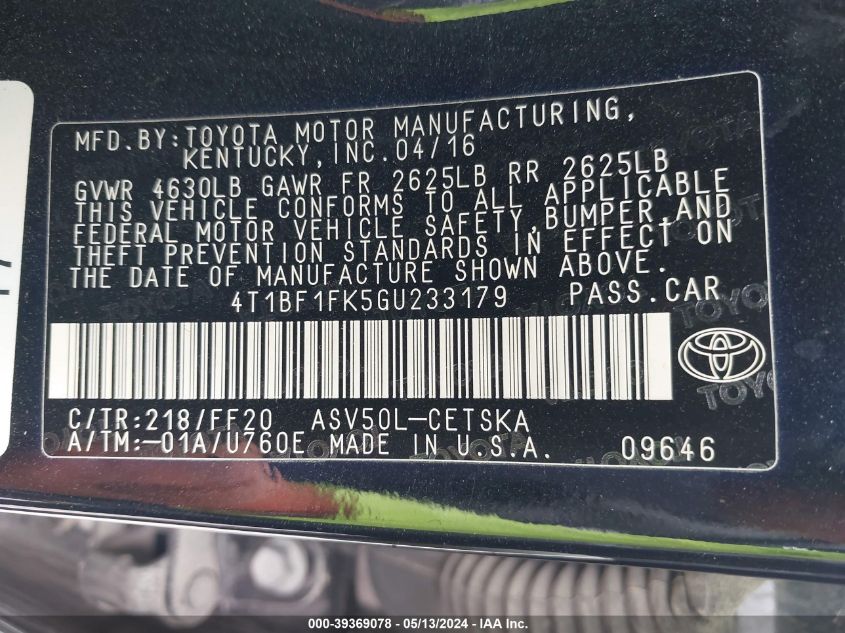 MFD.BY:TOYOTA MOTOR MANUFACTURING,
KENTUCKY,INC.04/16
GVWR 4630LB GAWR FR 2625LB RR 2625LB
THIS VEHICLE CONFORMS TO ALL APPLICABLE
FEDERAL MOTOR VEHICLE SAFETY,BUMPER,AND
THEFT PREVENTION STANDARDS IN EFFECT ON
THE DATE OF MANUFACTURE SHOWN ABOVE.
4T1BF1FK5GU233179 PASS.CAR
C/TR:218/FF20 ASV50L-CETSKA
A/TM:-01A/U760E MADE IN U.S.A. 09646
000-39369078 - 05/13/2024 - IAA Inc.